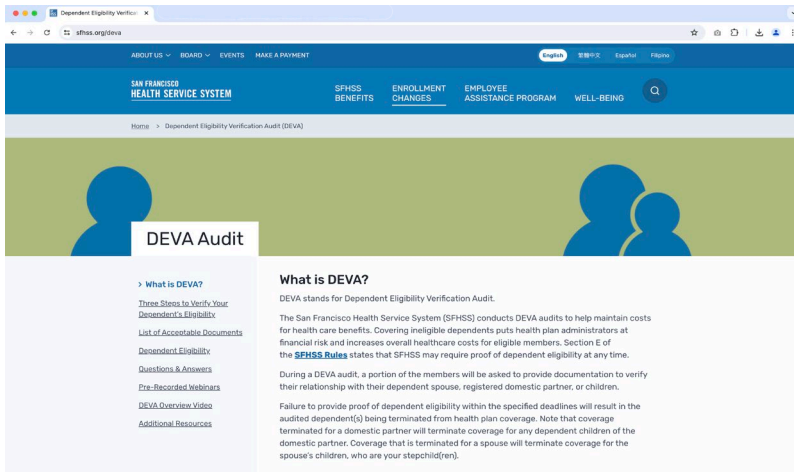 Dependent Eligibility Verificat
sfhss.org/deva
ABOUT US BOARD EVENTS MAKE A PAYMENT
English 繁體中文 Español Filipino
SAN FRANCISCO
HEALTH SERVICE SYSTEM
SFHSS BENEFITS
ENROLLMENT CHANGES
EMPLOYEE ASSISTANCE PROGRAM
WELL-BEING
Home > Dependent Eligibility Verification Audit (DEVA)
DEVA Audit
> What is DEVA?
Three Steps to Verify Your
Dependent's Eligibility
List of Acceptable Documents
Dependent Eligibility
Questions & Answers
Pre-Recorded Webinars
DEVA Overview Video
Additional Resources
What is DEVA?
DEVA stands for Dependent Eligibility Verification Audit.
The San Francisco Health Service System (SFHSS) conducts DEVA audits to help maintain costs
for health care benefits. Covering ineligible dependents puts health plan administrators at
financial risk and increases overall healthcare costs for eligible members. Section E of
the SFHSS Rules states that SFHSS may require proof of dependent eligibility at any time.
During a DEVA audit, a portion of the members will be asked to provide documentation to verify
their relationship with their dependent spouse, registered domestic partner, or children.
Failure to provide proof of dependent eligibility within the specified deadlines will result in the
audited dependent(s) being terminated from health plan coverage. Note that coverage
terminated for a domestic partner will terminate coverage for any dependent children of the
domestic partner. Coverage that is terminated for a spouse will terminate coverage for the
spouse's children, who are your stepchild(ren).